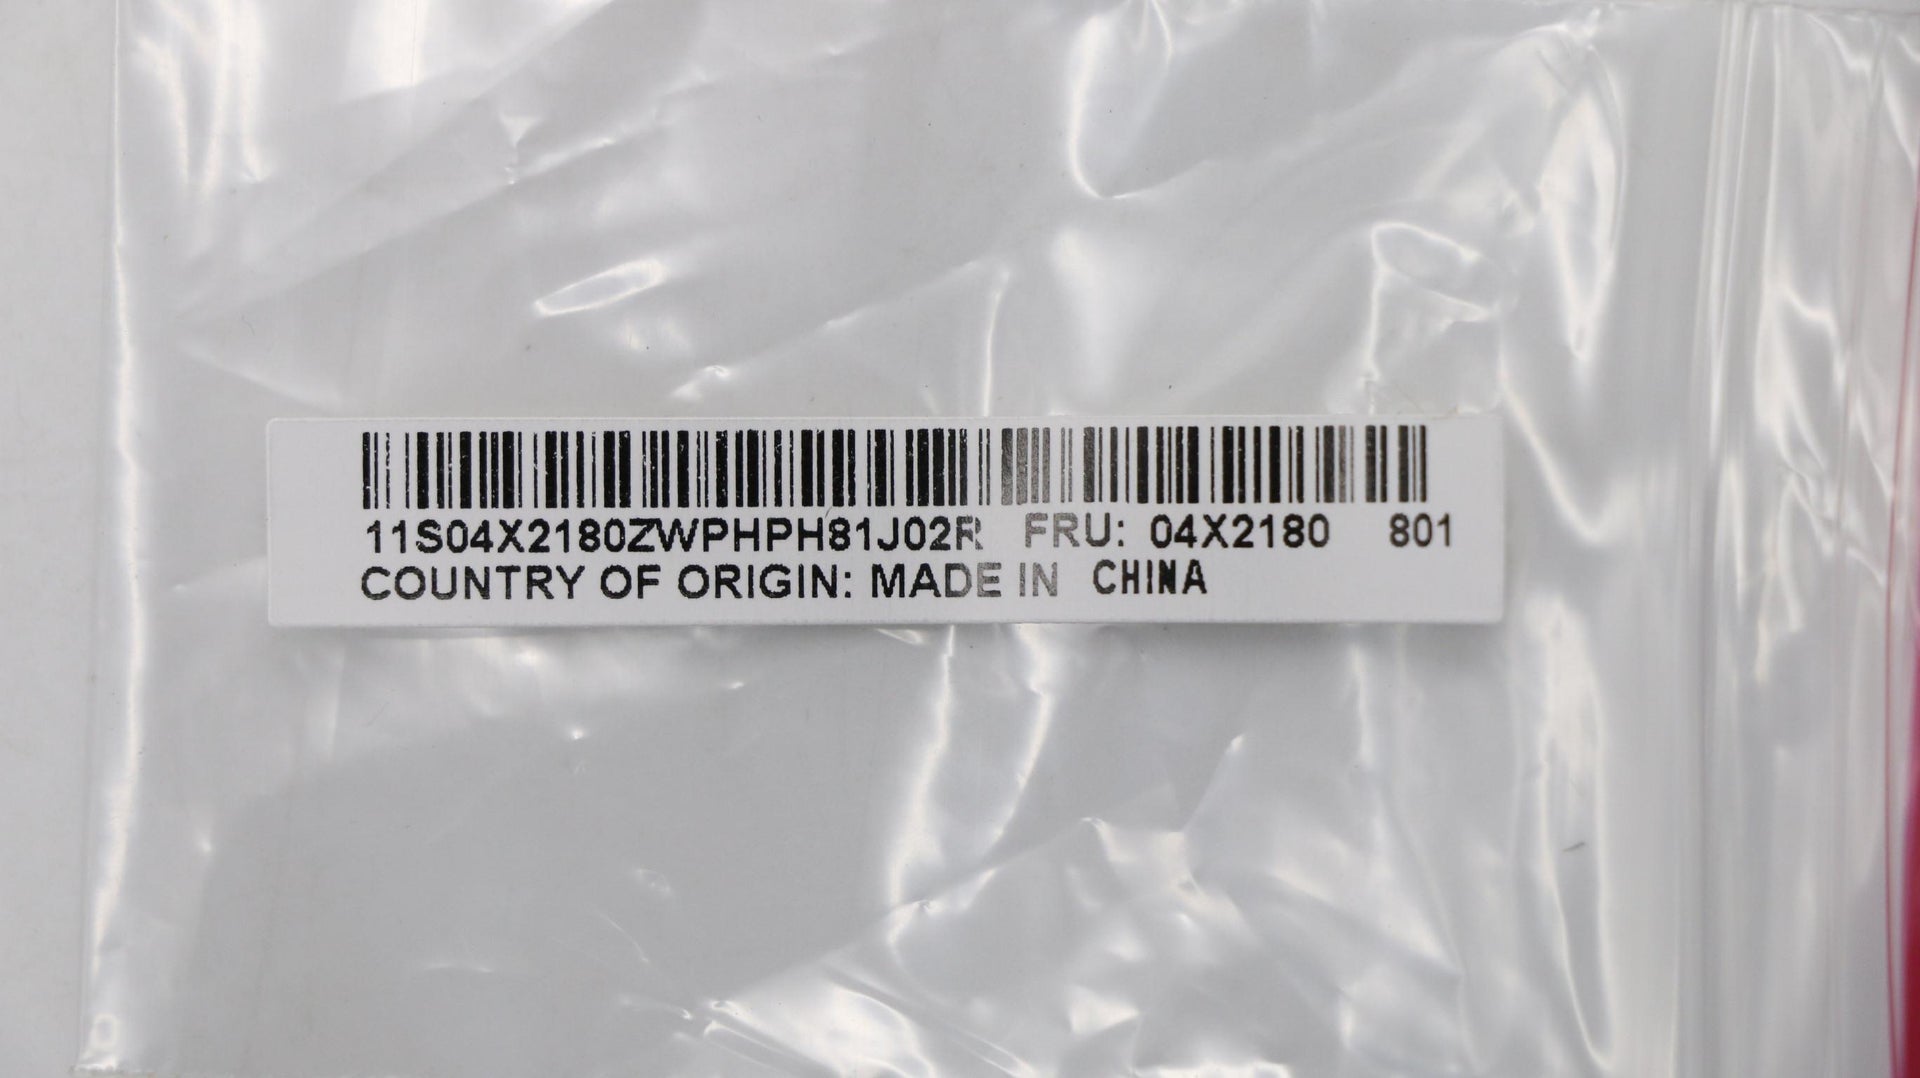 11S04X2180ZWPHPH81J02R FRU: 04X2180 801
COUNTRY OF ORIGIN: MADE IN CHINA